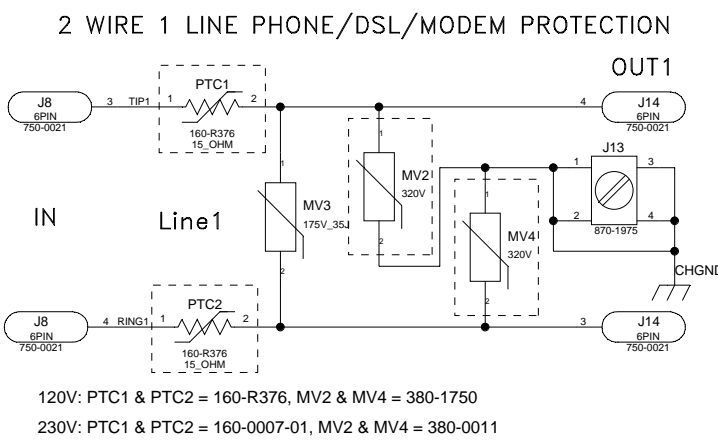 2 WIRE 1 LINE PHONE/DSL/MODEM PROTECTION
OUT1
J8
6PIN
750-0021
3 TIP1 1
PTC1
2
160-R376
15_OHM
4
J14
6PIN
750-0021
J13
1
3
2
4
870-1975
CHGND
IN
Line1
1
MV3
175V_35J
2
1
MV2
320V
2
1
MV4
320V
2
J8
6PIN
750-0021
4 RING1 1
PTC2
2
160-R376
15_OHM
3
J14
6PIN
750-0021
120V: PTC1 & PTC2 = 160-R376, MV2 & MV4 = 380-1750
230V: PTC1 & PTC2 = 160-0007-01, MV2 & MV4 = 380-0011